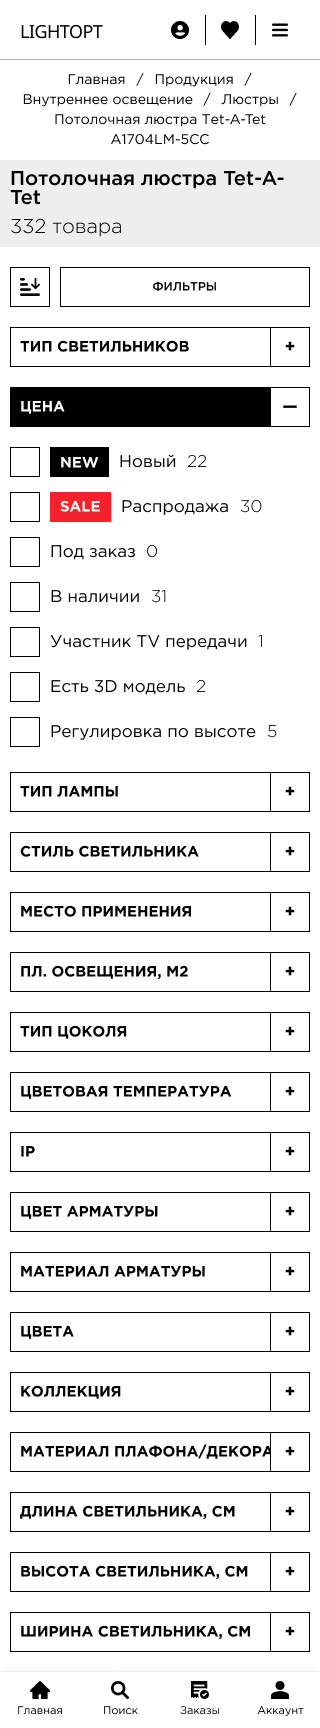 LIGHTOPT
Главная / Продукция /
Внутреннее освещение / Люстры /
Потолочная люстра Tet-A-Tet
A1704LM-5CC
Потолочная люстра Tet-A-
Tet
332 товара
ФИЛЬТРЫ
ТИП СВЕТИЛЬНИКОВ +
ЦЕНА —
NEW Новый 22
SALE Распродажа 30
Под заказ 0
В наличии 31
Участник TV передачи 1
Есть 3D модель 2
Регулировка по высоте 5
ТИП ЛАМПЫ +
СТИЛЬ СВЕТИЛЬНИКА +
МЕСТО ПРИМЕНЕНИЯ +
ПЛ. ОСВЕЩЕНИЯ, М2 +
ТИП ЦОКОЛЯ +
ЦВЕТОВАЯ ТЕМПЕРАТУРА +
IP +
ЦВЕТ АРМАТУРЫ +
МАТЕРИАЛ АРМАТУРЫ +
ЦВЕТА +
КОЛЛЕКЦИЯ +
МАТЕРИАЛ ПЛАФОНА/ДЕКОРА +
ДЛИНА СВЕТИЛЬНИКА, СМ +
ВЫСОТА СВЕТИЛЬНИКА, СМ +
ШИРИНА СВЕТИЛЬНИКА, СМ +
Главная Поиск Заказы Аккаунт